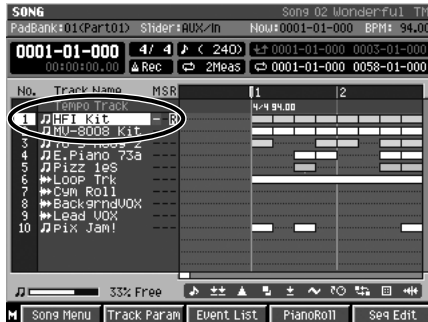 SONG Song 02 Wonderful TM
PadBank:01(Part01) Slider:AUX/In Now:0001-01-000 BPM: 94.00
0001-01-000 4/ 4 ♪ ( 240) 0001-01-000 0003-01-000
00:00:00.00 Rec 2Meas 0001-01-000 0058-01-000
No. Track Name MSR 1 2
Tempo Track 4/4 94.00
1 HFI Kit -- R
2 MV-8008 Kit ---
3
4 E.Piano 73a ---
5 Pizz 1eS ---
6 Loop Trk ---
7 Cym Roll ---
8 BackgrndVOX ---
9 Lead VOX ---
10 Pix Jam! ---
33% Free
M Song Menu Track Param Event List PianoRoll Seq Edit